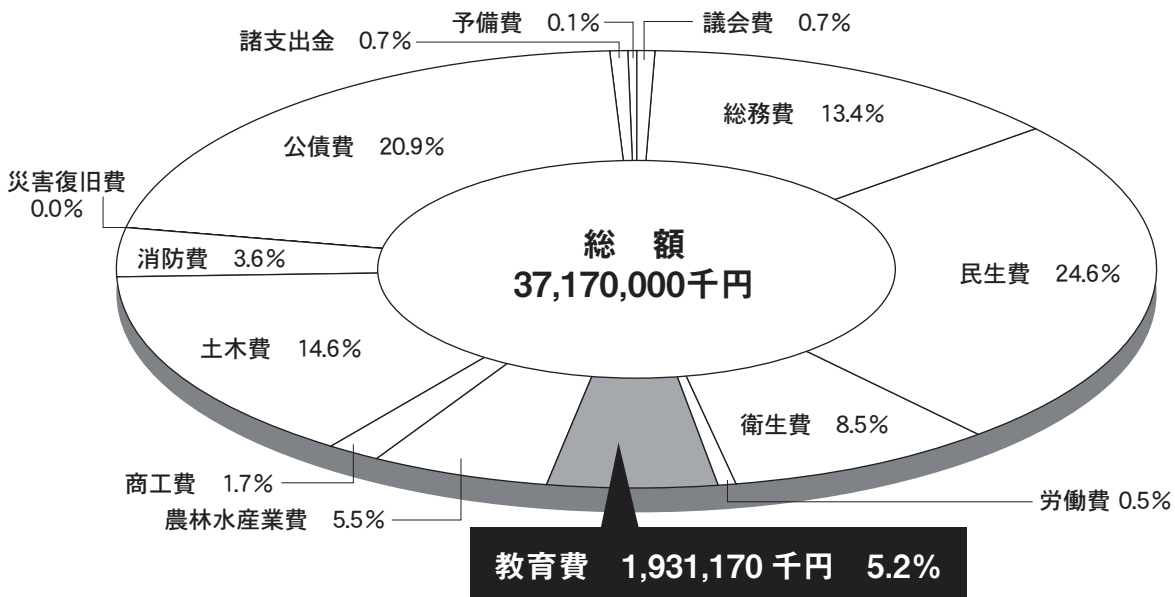 予備費 0.1%
議会費 0.7%
諸支出金 0.7%
総務費 13.4%
公債費 20.9%
災害復旧費
0.0%
消防費 3.6%
総 額
37,170,000千円
民生費 24.6%
土木費 14.6%
衛生費 8.5%
商工費 1.7%
労働費 0.5%
農林水産業費 5.5%
教育費 1,931,170 千円 5.2%